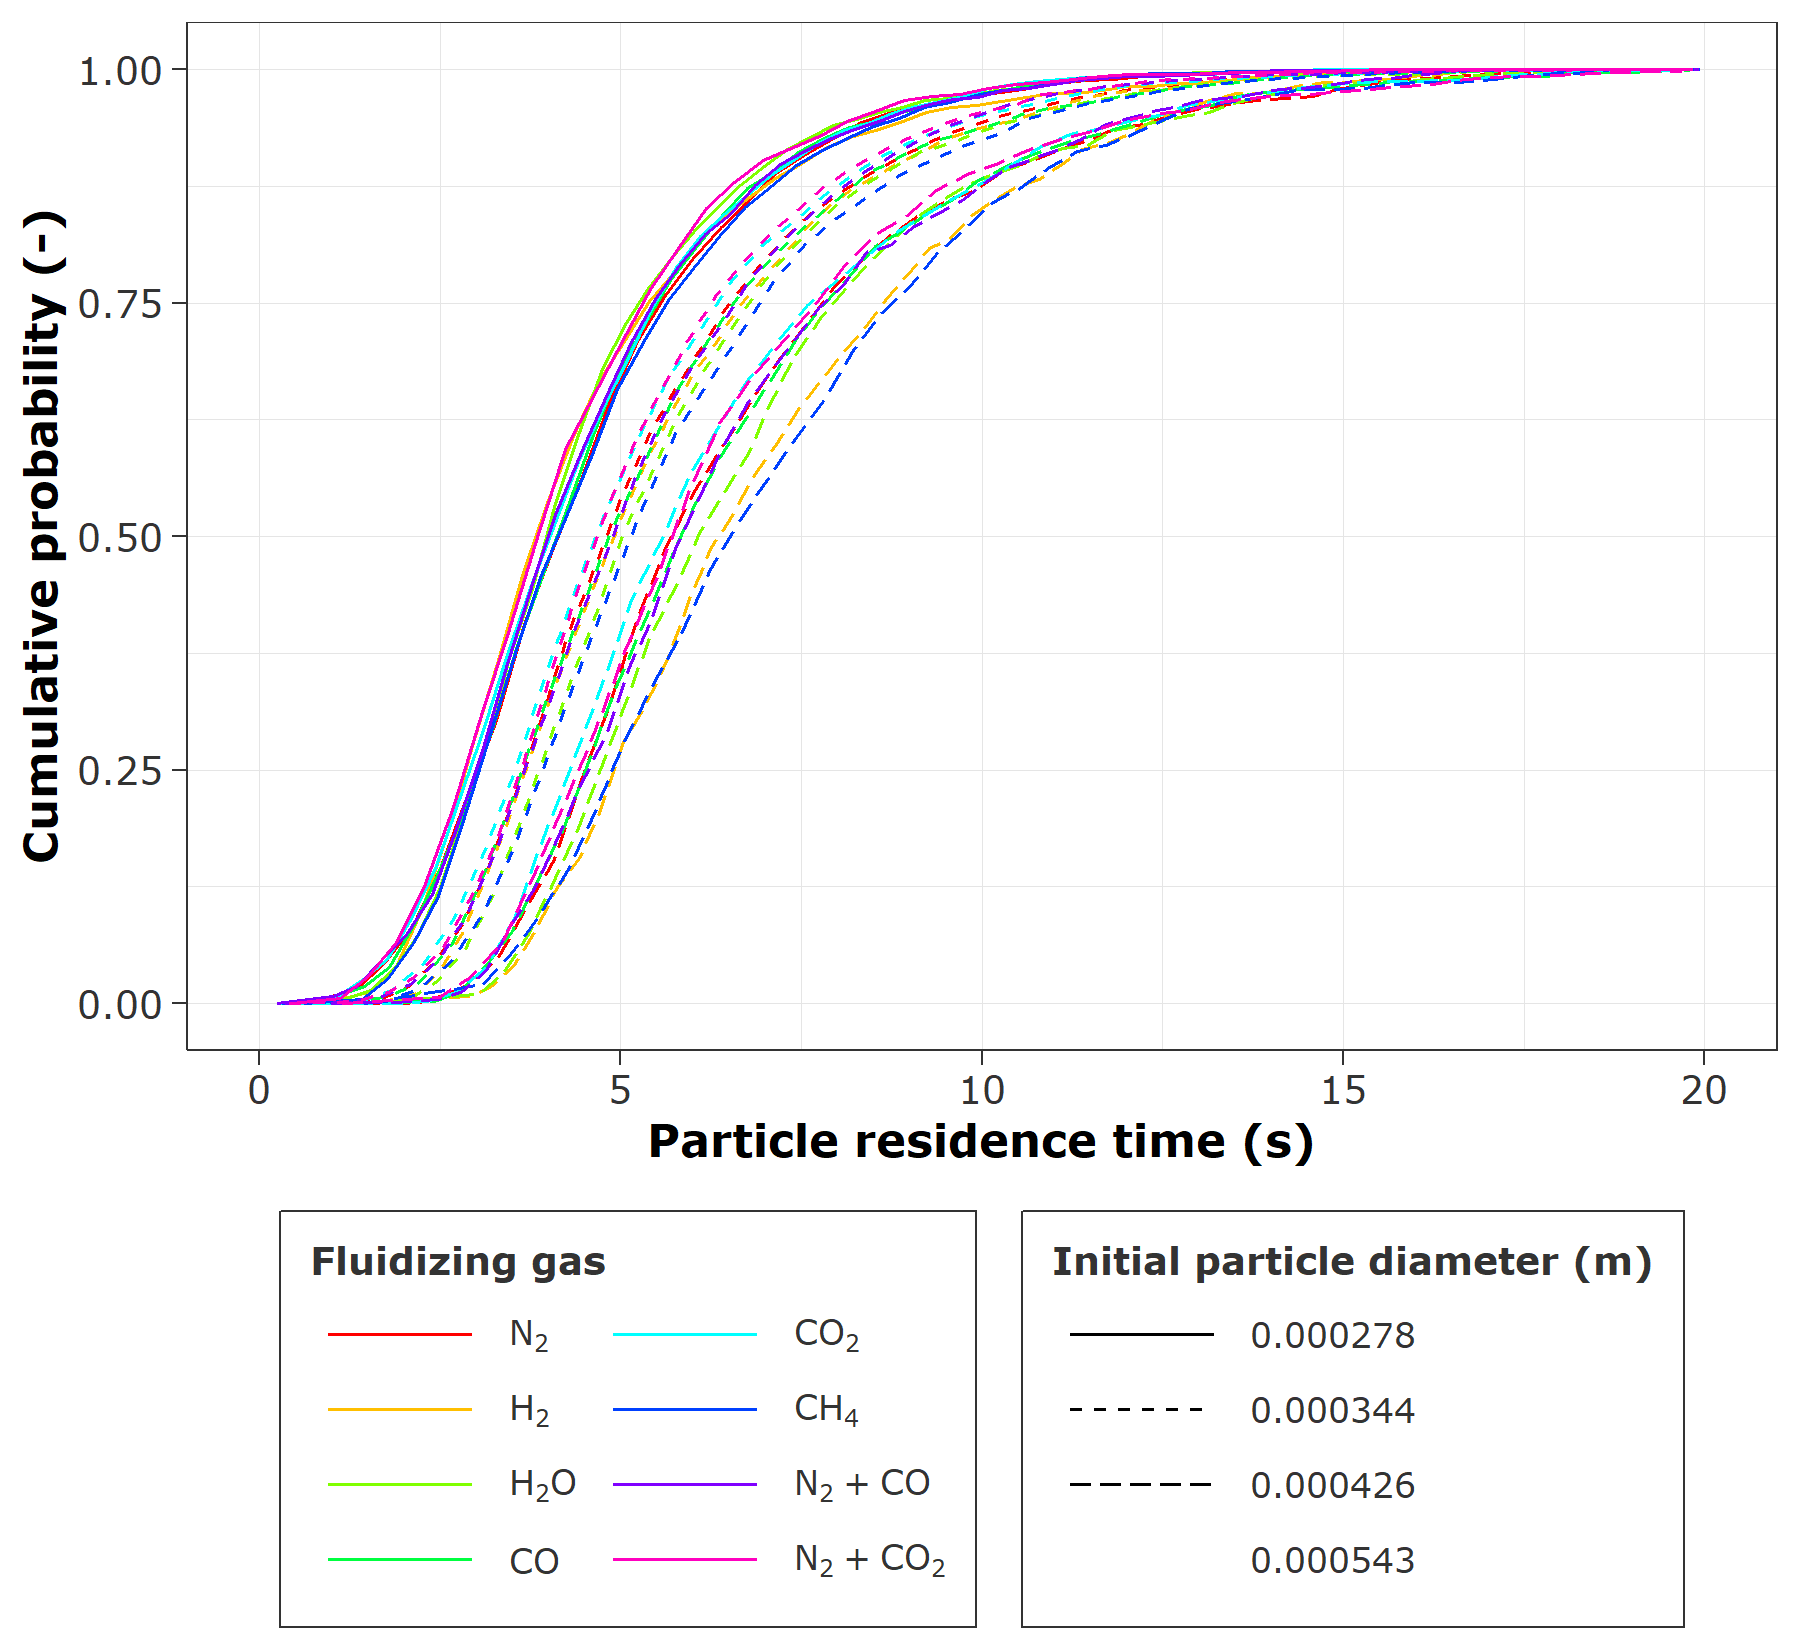 Cumulative probability (-)
1.00
0.75
0.50
0.25
0.00
0 5 10 15 20
Particle residence time (s)
Fluidizing gas
N₂
H₂
H₂O
CO
CO₂
CH₄
N₂ + CO
N₂ + CO₂
Initial particle diameter (m)
0.000278
0.000344
0.000426
0.000543